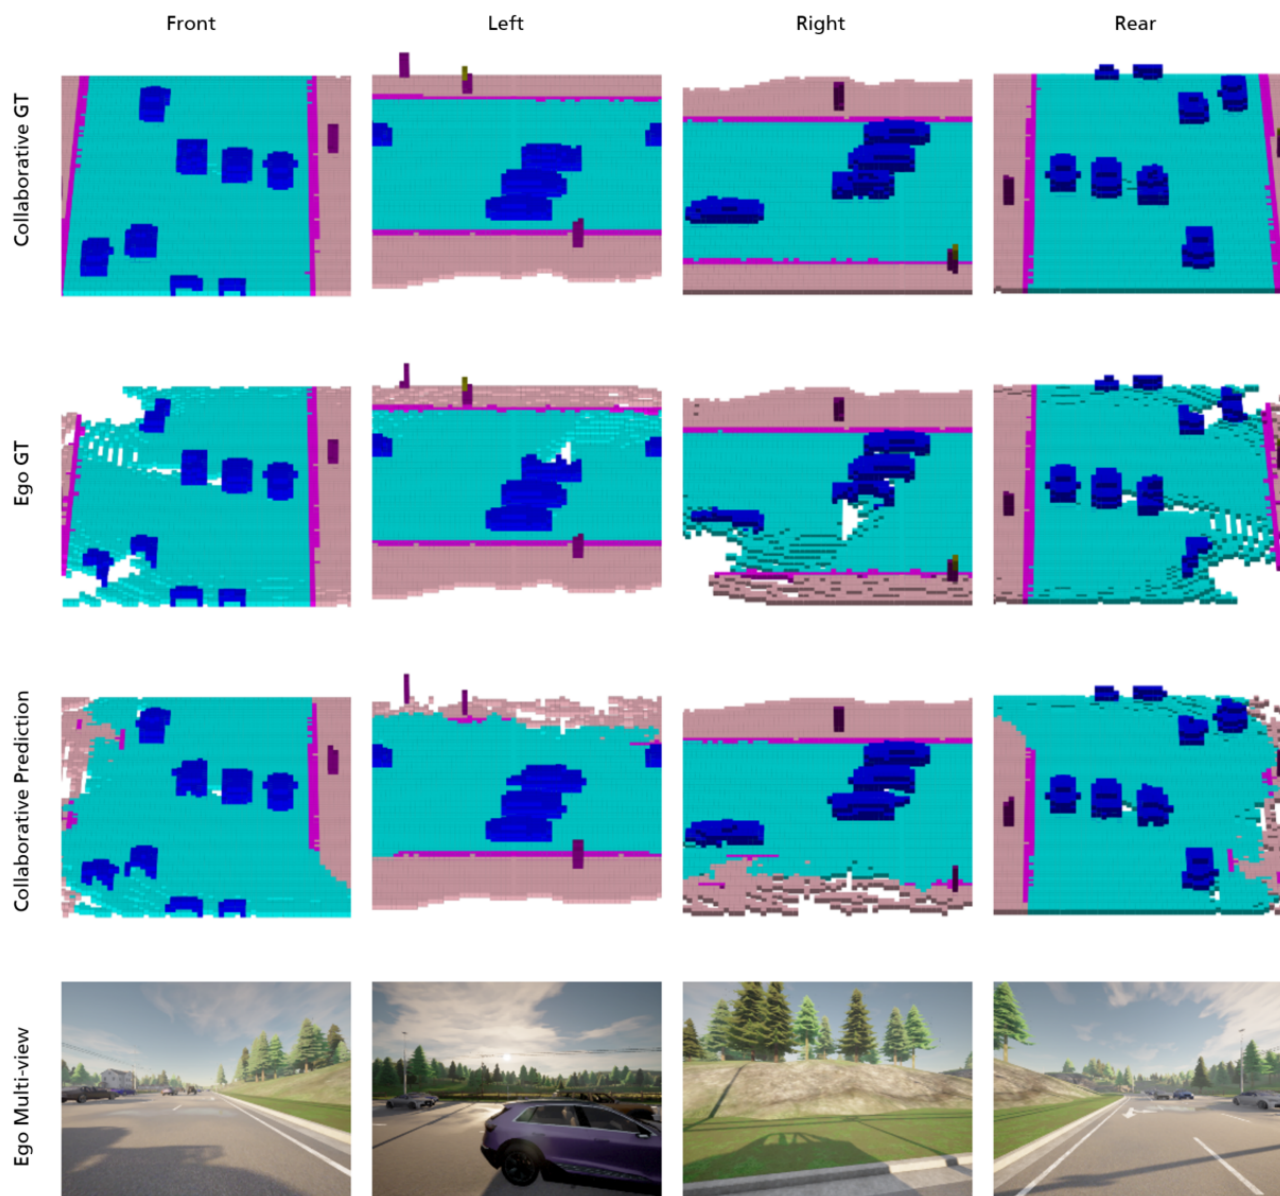 Front
Left
Right
Rear
Collaborative GT
Ego GT
Collaborative Prediction
Ego Multi-view